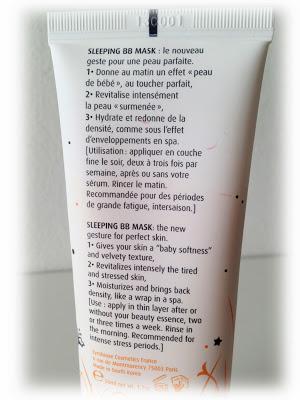 SLEEPING BB MASK : le nouveau
geste pour une peau parfaite.
1• Donne au matin un effet « peau
de bébé », au toucher parfait,
2• Revitalise intensément
la peau « surmenée »,
3• Hydrate et redonne de la
densité, comme sous l'effet
d'enveloppements en spa.
[Utilisation : appliquer en couche
fine le soir, deux à trois fois par
semaine, après ou sans votre
sérum. Rincer le matin.
Recommandée pour des périodes
de grande fatigue, intersaison.]
SLEEPING BB MASK: the new
gesture for perfect skin.
1• Gives your skin a "baby softness"
and velvety texture,
2• Revitalizes intensely the tired
and stressed skin,
3• Moisturizes and brings back
density, like a wrap in a spa.
[Use : apply in thin layer after or
without your beauty essence, two
or three times a week. Rinse in
the morning. Recommended for
intense stress periods.]
Cosmetics France
rue de Montmorency 75003 Paris
Made in South Korea